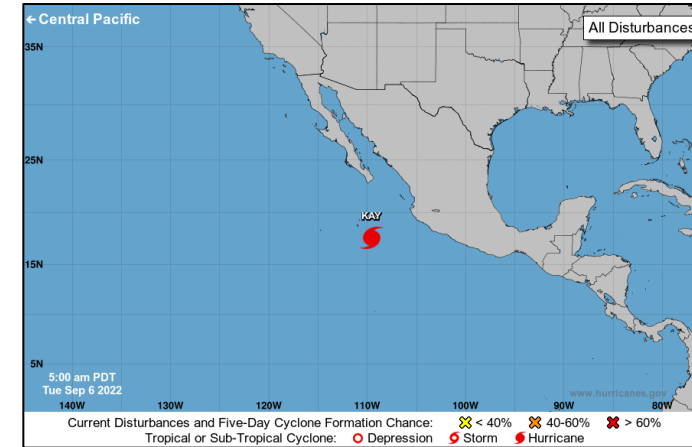 ← Central Pacific
All Disturbances
35N
25N
KAY
15N
5N
5:00 am PDT
Tue Sep 6 2022
www.hurricanes.gov
140W 130W 120W 110W 100W 90W 80W
Current Disturbances and Five-Day Cyclone Formation Chance: < 40% 40-60% > 60%
Tropical or Sub-Tropical Cyclone: Depression Storm Hurricane